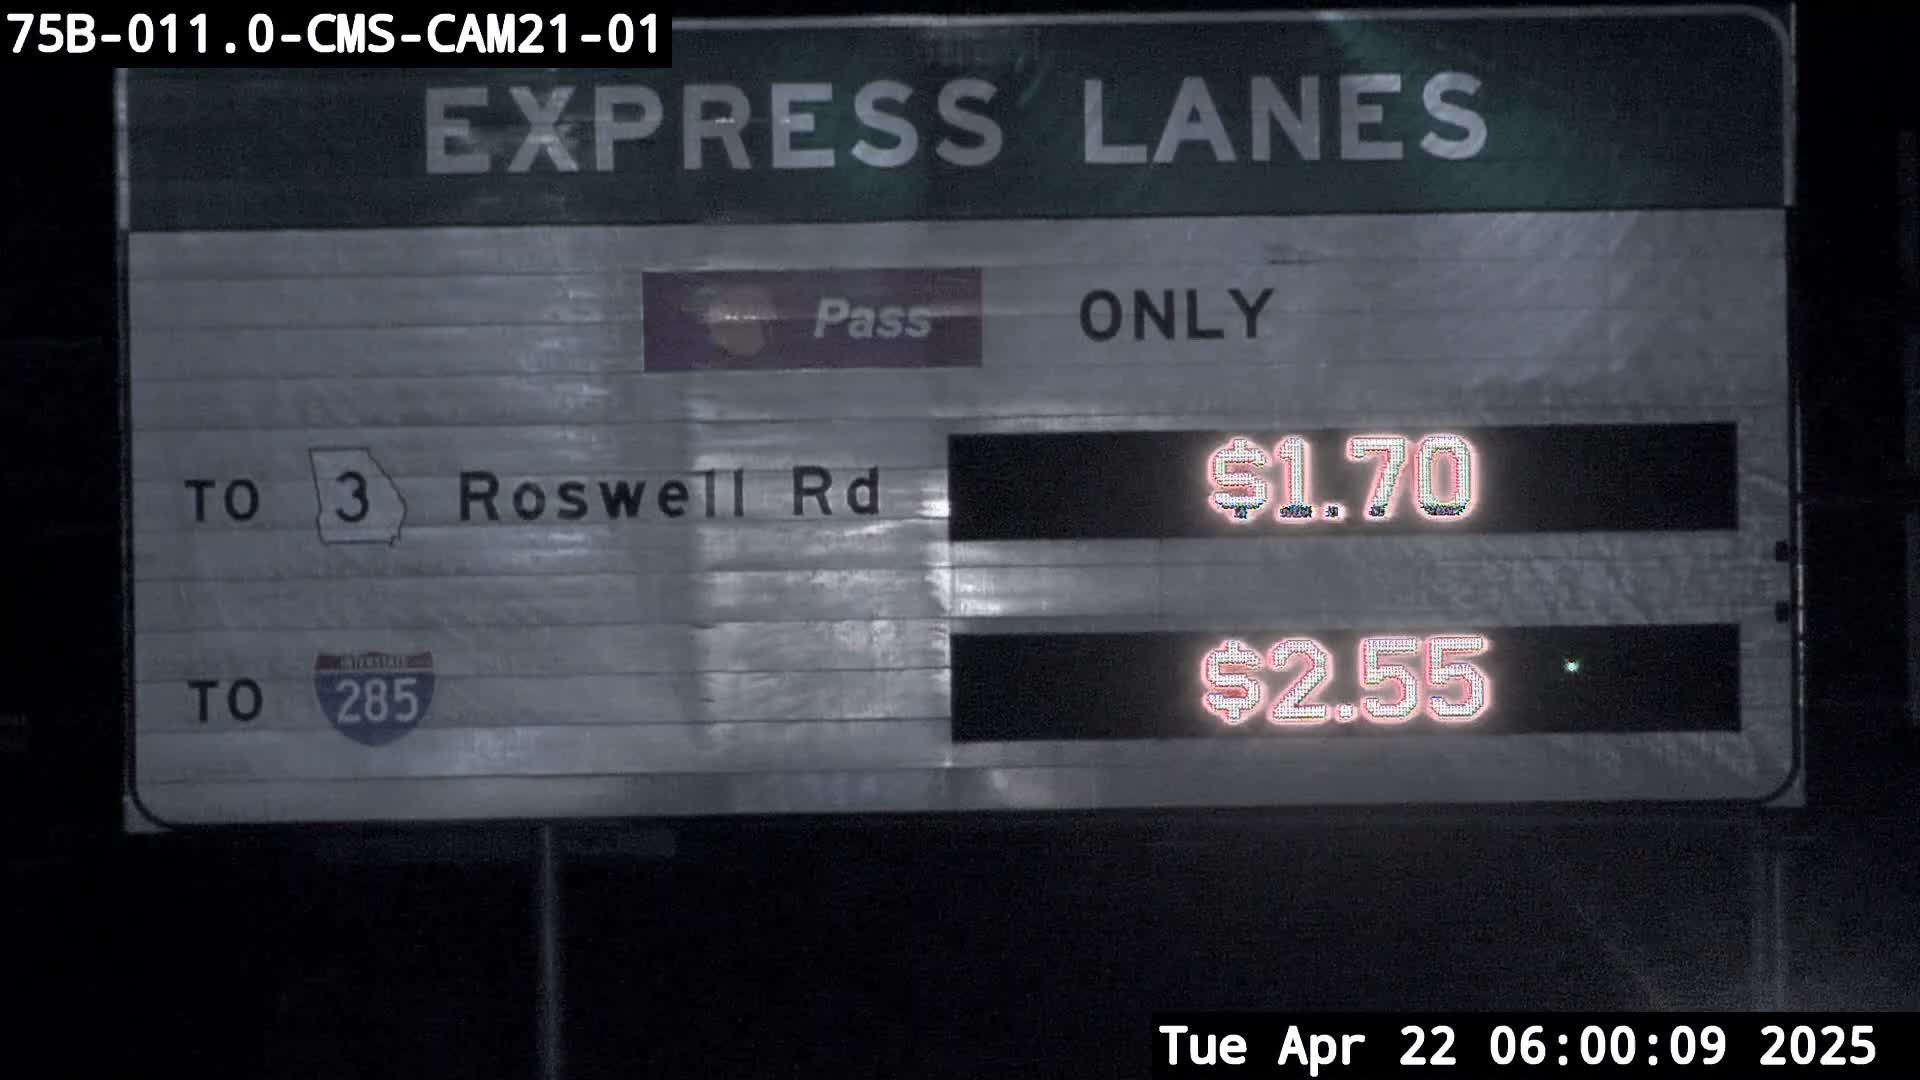 75B-011.0-CMS-CAM21-01
EXPRESS LANES
Pass ONLY
TO 3 Roswell Rd $1.70
INTERSTATE
TO 285 $2.55
Tue Apr 22 06:00:09 2025